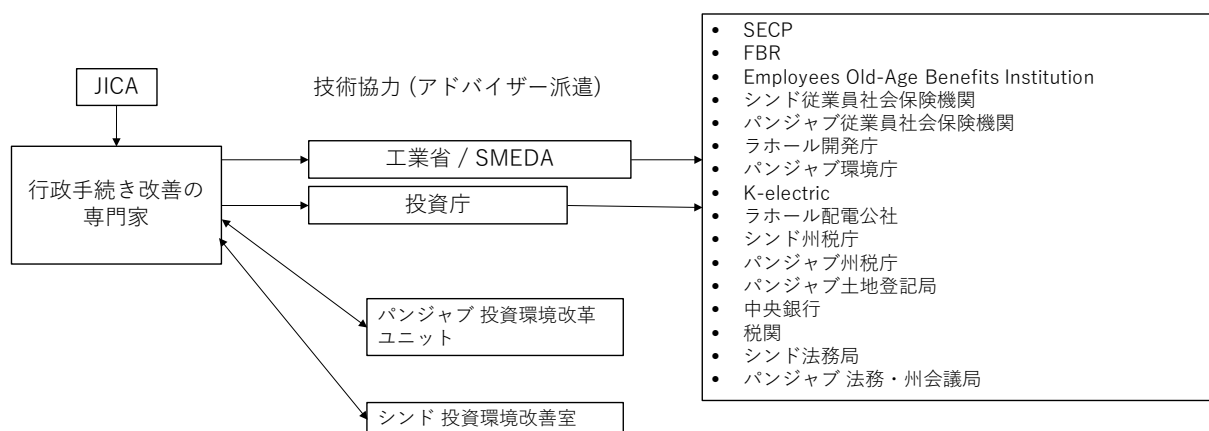 JICA
技術協力 (アドバイザー派遣)
行政手続き改善の
専門家
工業省 / SMEDA
投資庁
パンジャブ 投資環境改革
ユニット
シンド 投資環境改善室
• SECP
• FBR
• Employees Old-Age Benefits Institution
• シンド従業員社会保険機関
• パンジャブ従業員社会保険機関
• ラホール開発庁
• パンジャブ環境庁
• K-electric
• ラホール配電公社
• シンド州税庁
• パンジャブ州税庁
• パンジャブ土地登記局
• 中央銀行
• 税関
• シンド法務局
• パンジャブ 法務・州会議局